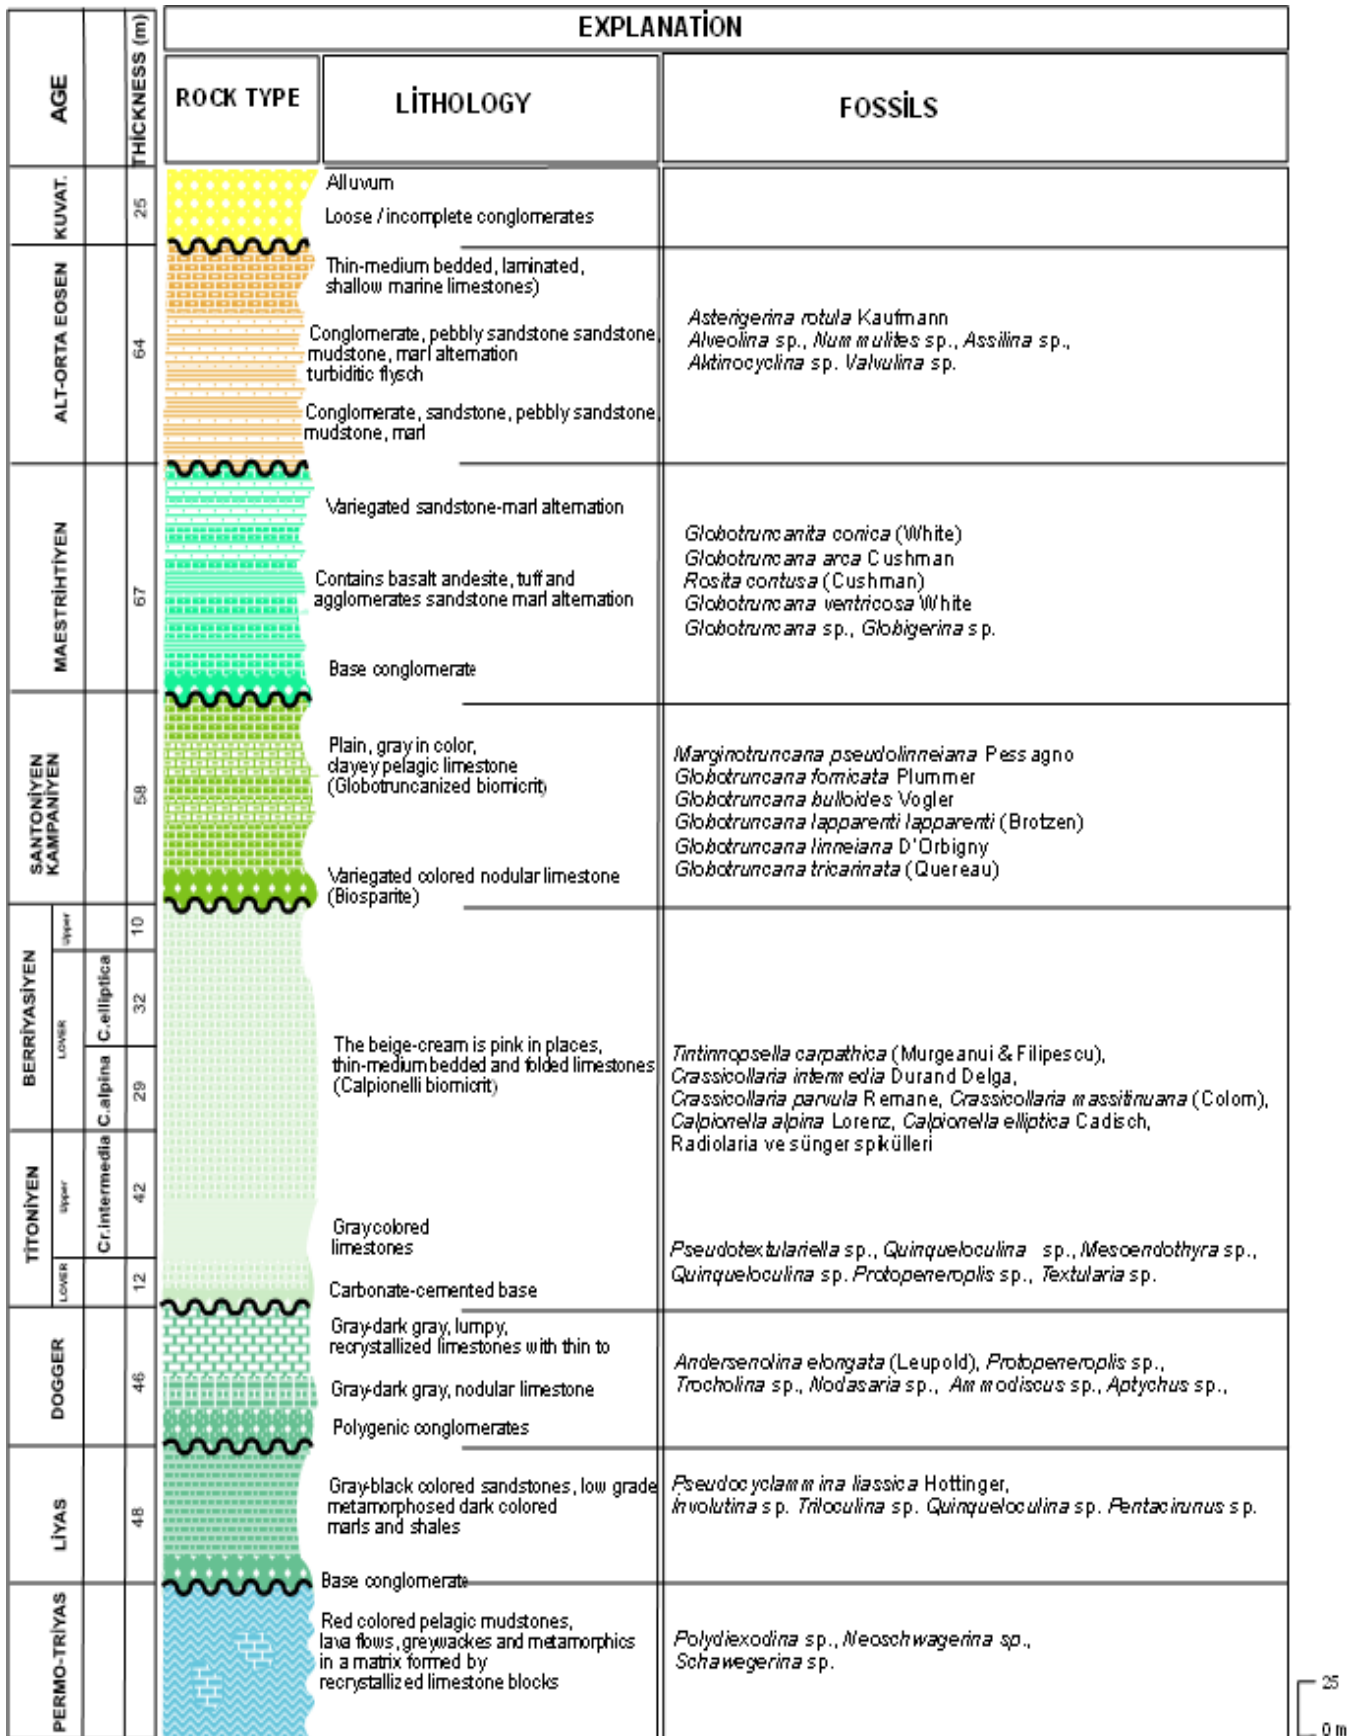 EXPLANATİON
AGE
THİCKNESS (m)
ROCK TYPE
LİTHOLOGY
FOSSİLS
KUVAT.
25
Alluvum
Loose / incomplete conglomerates
ALT-ORTA EOSEN
64
Thin-medium bedded, laminated,
shallow marine limestones)
Conglomerate, pebbly sandstone sandstone,
mudstone, marl alternation
turbiditic flysch
Conglomerate, sandstone, pebbly sandstone,
mudstone, marl
Asterigerina rotula Kaufmann
Alveolina sp., Nummulites sp., Assilina sp.,
Aktinocyclina sp. Valvulina sp.
MAESTRİHTİYEN
67
Variegated sandstone-marl alternation
Contains basalt andesite, tuff and
agglomerates sandstone marl alternation
Base conglomerate
Globotruncanita conica (White)
Globotruncana arca Cushman
Rosita contusa (Cushman)
Globotruncana ventricosa White
Globotruncana sp., Globigerina sp.
SANTONİYEN
KAMPANİYEN
58
Plain, gray in color,
clayey pelagic limestone
(Globotruncanized biomicrit)
Variegated colored nodular limestone
(Biosparite)
Marginotruncana pseudolinneiana Pessagno
Globotruncana fornicata Plummer
Globotruncana bulloides Vogler
Globotruncana lapparenti lapparenti (Brotzen)
Globotruncana linneiana D'Orbigny
Globotruncana tricarinata (Quereau)
BERRİYASİYEN
Upper
10
LOVER
C.elliptica
32
C.alpina
29
The beige-cream is pink in places,
thin-medium bedded and folded limestones
(Calpionelli biomicrit)
Tintinnopsella carpathica (Murgeanui & Filipescu),
Crassicollaria intermedia Durand Delga,
Crassicollaria parvula Remane, Crassicollaria massitinuana (Colom),
Calpionella alpina Lorenz, Calpionella elliptica Cadisch,
Radiolaria ve sünger spikülleri
TİTONİYEN
Upper
Cr.intermedia
42
LOVER
12
Gray colored
limestones
Carbonate-cemented base
Pseudotextulariella sp., Quinqueloculina sp., Mesoendothyra sp.,
Quinqueloculina sp. Protopeneroplis sp., Textularia sp.
DOGGER
46
Gray-dark gray, lumpy,
recrystallized limestones with thin to
Gray-dark gray, nodular limestone
Polygenic conglomerates
Andersenolina elongata (Leupold), Protopeneroplis sp.,
Trocholina sp., Nodasaria sp., Ammodiscus sp., Aptychus sp.,
LİYAS
48
Gray-black colored sandstones, low grade
metamorphosed dark colored
marls and shales
Base conglomerate
Pseudocyclammina liassica Hottinger,
İnvolutina sp. Triloculina sp. Quinqueloculina sp. Pentacirunus sp.
PERMO-TRİYAS
Red colored pelagic mudstones,
lava flows, greywackes and metamorphics
in a matrix formed by
recrystallized limestone blocks
Polydiexodina sp., Neoschwagerina sp.,
Schawegerina sp.
25
0 m